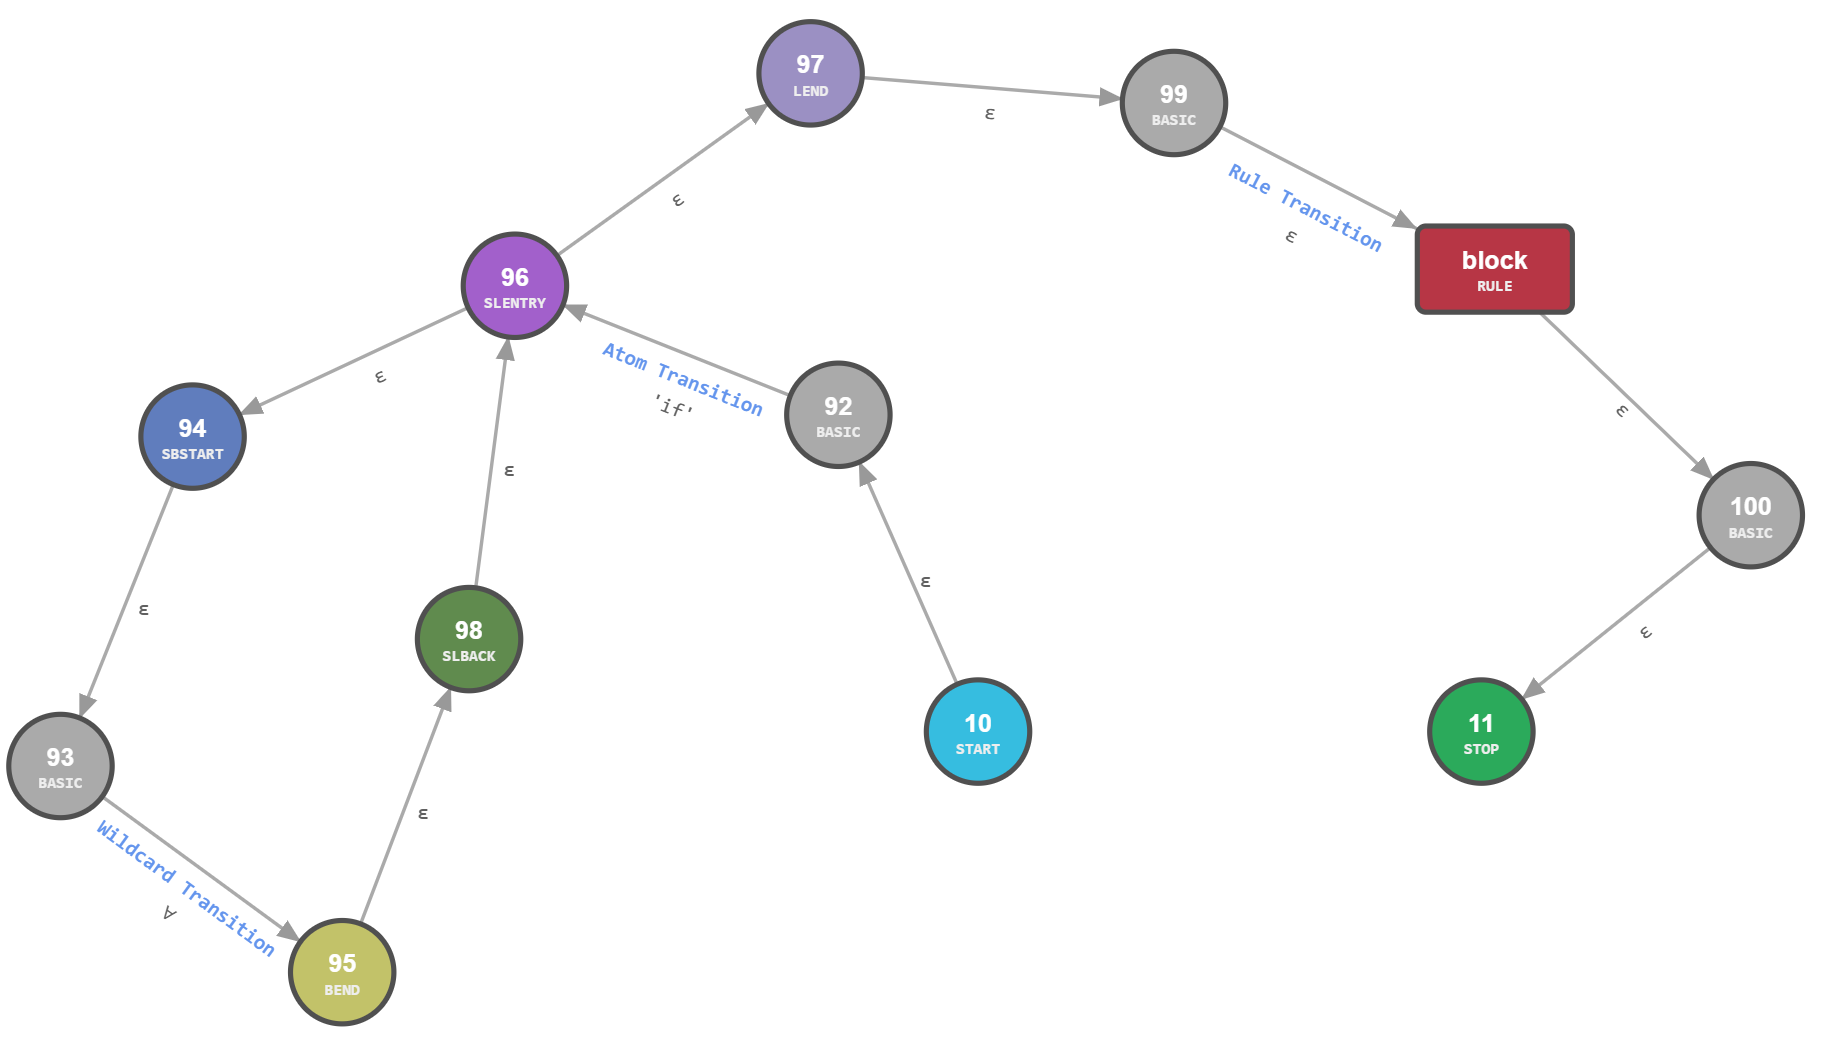 97
LEND
99
BASIC
ε
Rule Transition
ε
ε
block
RULE
96
SLENTRY
Atom Transition
'if'
ε
92
BASIC
ε
94
SBSTART
ε
100
BASIC
ε
ε
ε
98
SLBACK
ε
10
START
11
STOP
93
BASIC
ε
Wildcard Transition
∀
95
BEND